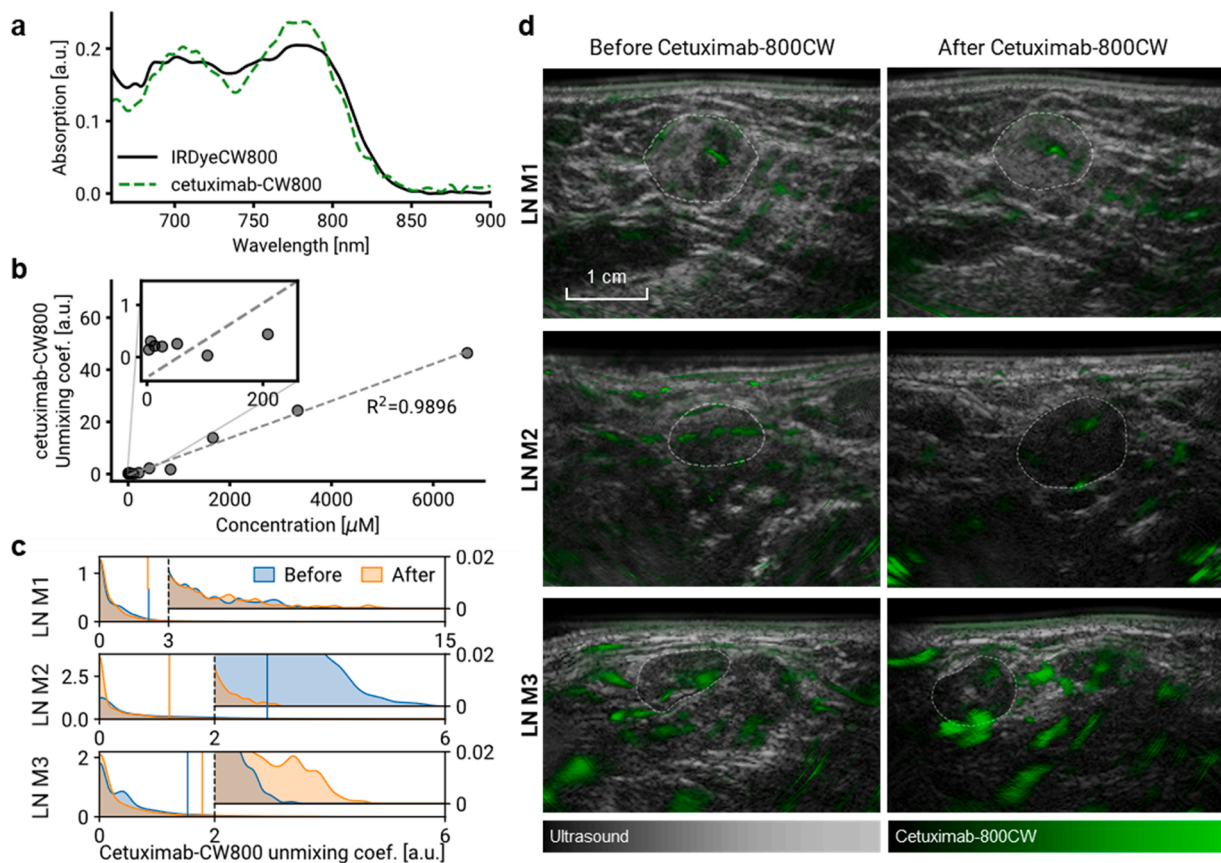 a
Absorption [a.u.]
0.2
0.1
0.0
IRDyeCW800
cetuximab-CW800
700
750
800
850
900
Wavelength [nm]
b
cetuximab-CW800
Unmixing coef. [a.u.]
60
40
20
0
1
0
0
200
R²=0.9896
0
2000
4000
6000
Concentration [µM]
c
LN M1
1
0
Before
After
0.02
0
0
3
15
LN M2
2.5
0.0
0.02
0
0
2
6
LN M3
2
0
0.02
0
0
2
6
Cetuximab-CW800 unmixing coef. [a.u.]
d
Before Cetuximab-800CW
After Cetuximab-800CW
LN M1
1 cm
LN M2
LN M3
Ultrasound
Cetuximab-800CW